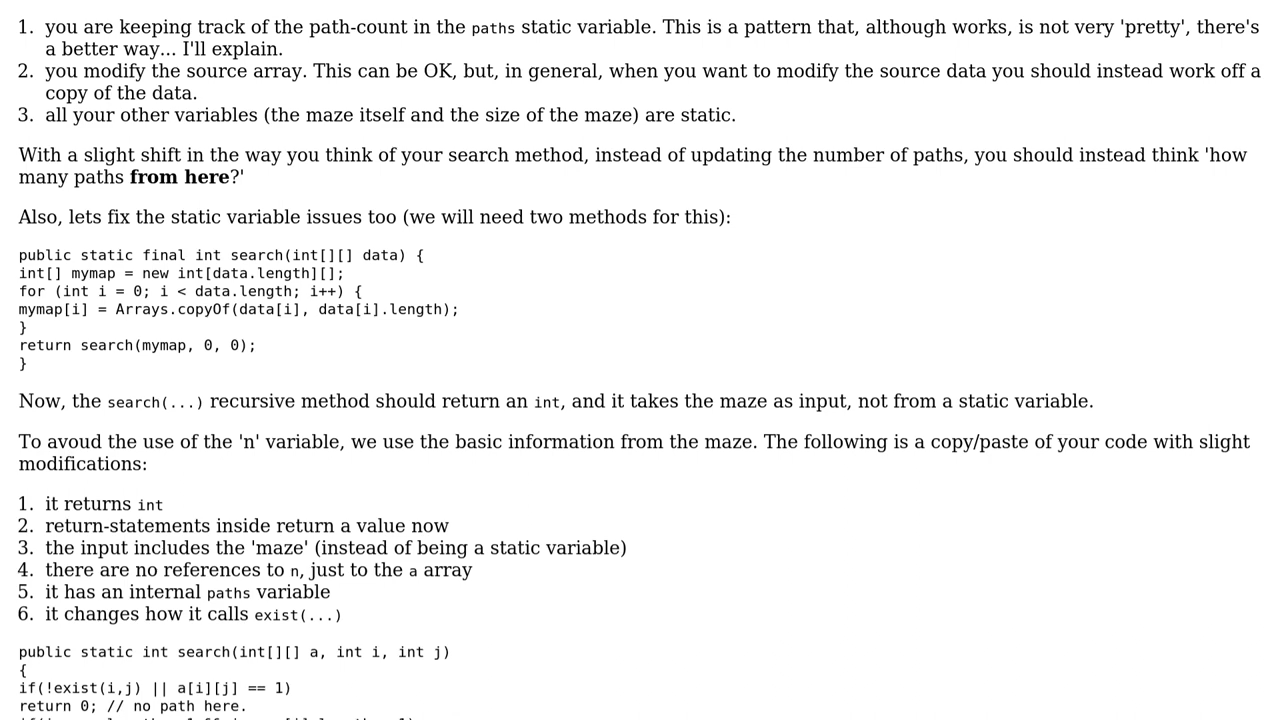 1. you are keeping track of the path-count in the paths static variable. This is a pattern that, although works, is not very 'pretty', there's
a better way... I'll explain.
2. you modify the source array. This can be OK, but, in general, when you want to modify the source data you should instead work off a
copy of the data.
3. all your other variables (the maze itself and the size of the maze) are static.
With a slight shift in the way you think of your search method, instead of updating the number of paths, you should instead think 'how
many paths from here?'
Also, lets fix the static variable issues too (we will need two methods for this):
public static final int search(int[][] data) {
int[] mymap = new int[data.length][];
for (int i = 0; i < data.length; i++) {
mymap[i] = Arrays.copyOf(data[i], data[i].length);
}
return search(mymap, 0, 0);
}
Now, the search(...) recursive method should return an int, and it takes the maze as input, not from a static variable.
To avoud the use of the 'n' variable, we use the basic information from the maze. The following is a copy/paste of your code with slight
modifications:
1. it returns int
2. return-statements inside return a value now
3. the input includes the 'maze' (instead of being a static variable)
4. there are no references to n, just to the a array
5. it has an internal paths variable
6. it changes how it calls exist(...)
public static int search(int[][] a, int i, int j)
{
if(!exist(i,j) || a[i][j] == 1)
return 0; // no path here.